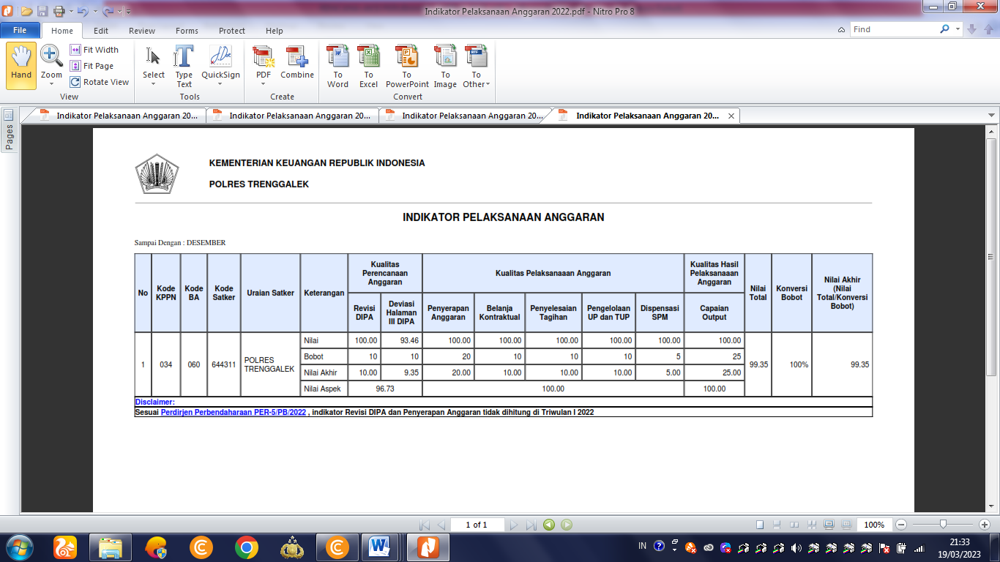 Indikator Pelaksanaan Anggaran 2022.pdf - Nitro Pro 8
File Home Edit Review Forms Protect Help
Find
Hand
Zoom
Fit Width
Fit Page
Rotate View
View
Select
Type Text
QuickSign
Tools
PDF
Combine
Create
To Word
To Excel
To PowerPoint
To Image
To Other
Convert
Indikator Pelaksanaan Anggaran 20...
Indikator Pelaksanaan Anggaran 20...
Indikator Pelaksanaan Anggaran 20...
Indikator Pelaksanaan Anggaran 20...
Pages
KEMENTERIAN KEUANGAN REPUBLIK INDONESIA
POLRES TRENGGALEK
INDIKATOR PELAKSANAAN ANGGARAN
Sampai Dengan : DESEMBER
No
Kode KPPN
Kode BA
Kode Satker
Uraian Satker
Keterangan
Kualitas Perencanaan Anggaran
Kualitas Pelaksanaaan Anggaran
Kualitas Hasil Pelaksanaaan Anggaran
Nilai Total
Konversi Bobot
Nilai Akhir (Nilai Total/Konversi Bobot)
Revisi DIPA
Deviasi Halaman III DIPA
Penyerapan Anggaran
Belanja Kontraktual
Penyelesaian Tagihan
Pengelolaan UP dan TUP
Dispensasi SPM
Capaian Output
1 034 060 644311 POLRES TRENGGALEK
Nilai 100.00 93.46 100.00 100.00 100.00 100.00 100.00 100.00
Bobot 10 10 20 10 10 10 5 25
Nilai Akhir 10.00 9.35 20.00 10.00 10.00 10.00 5.00 25.00
Nilai Aspek 96.73 100.00 100.00
99.35 100% 99.35
Disclaimer:
Sesuai Perdirjen Perbendaharaan PER-5/PB/2022 , indikator Revisi DIPA dan Penyerapan Anggaran tidak dihitung di Triwulan I 2022
1 of 1
100%
IN
21:33
19/03/2023